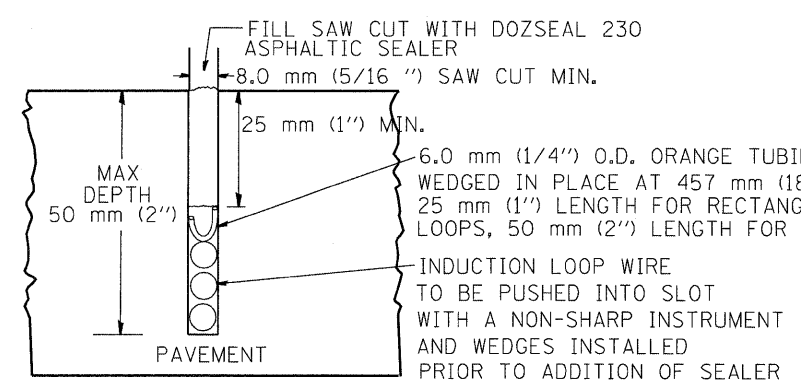 FILL SAW CUT WITH DOZSEAL 230
ASPHALTIC SEALER
8.0 mm (5/16 ") SAW CUT MIN.
25 mm (1") MIN.
MAX
DEPTH
50 mm (2")
6.0 mm (1/4") O.D. ORANGE
WEDGED IN PLACE AT 457 mm
25 mm (1") LENGTH FOR
LOOPS, 50 mm (2") LENGTH FOR
INDUCTION LOOP WIRE
TO BE PUSHED INTO SLOT
WITH A NON-SHARP INSTRUMENT
AND WEDGES INSTALLED
PRIOR TO ADDITION OF SEALER
PAVEMENT